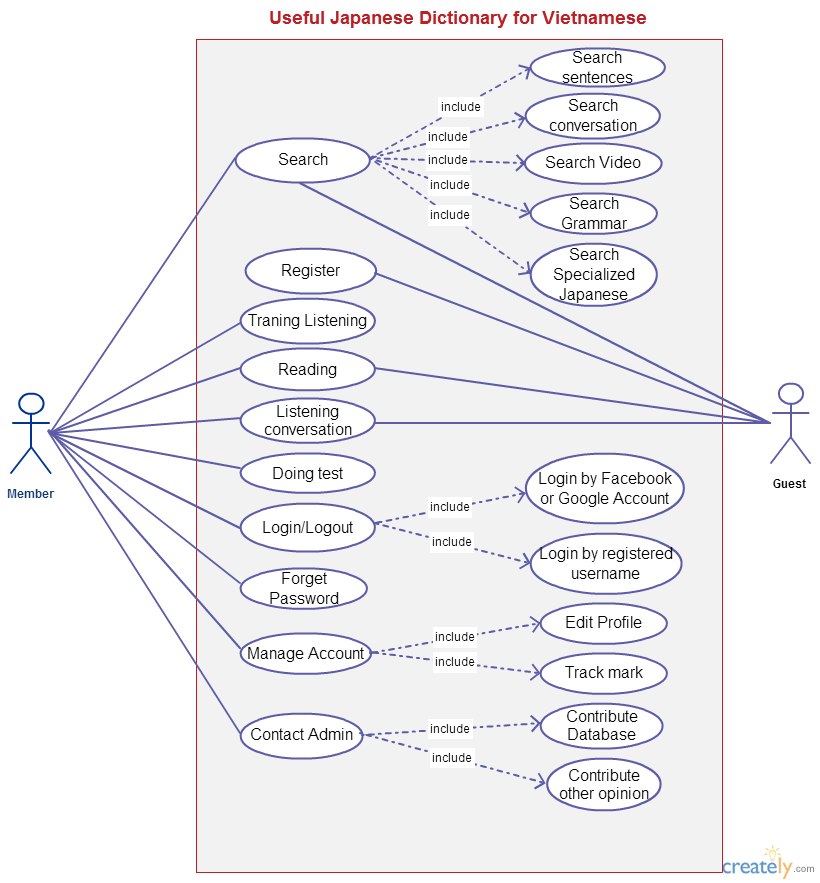 Useful Japanese Dictionary for Vietnamese
Search
sentences
include
Search
conversation
include
Search
Search Video
include
include
Search
Grammar
include
Search
Specialized
Japanese
Register
Traning Listening
Reading
Listening
conversation
Member
Guest
Doing test
Login by Facebook
or Google Account
include
Login/Logout
include
Login by registered
username
Forget
Password
Edit Profile
include
Manage Account
include
Track mark
Contribute
Database
include
Contact Admin
include
Contribute
other opinion
creately.com